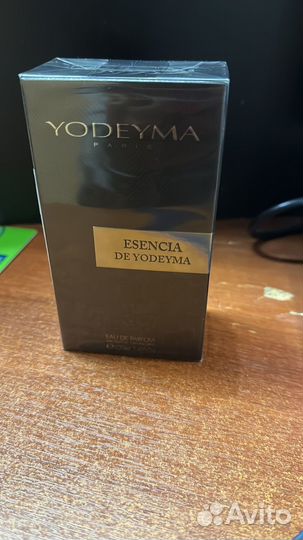 YODEYMA
PARIS
ESENCIA
DE YODEYMA
EAU DE PARFUM
Avito